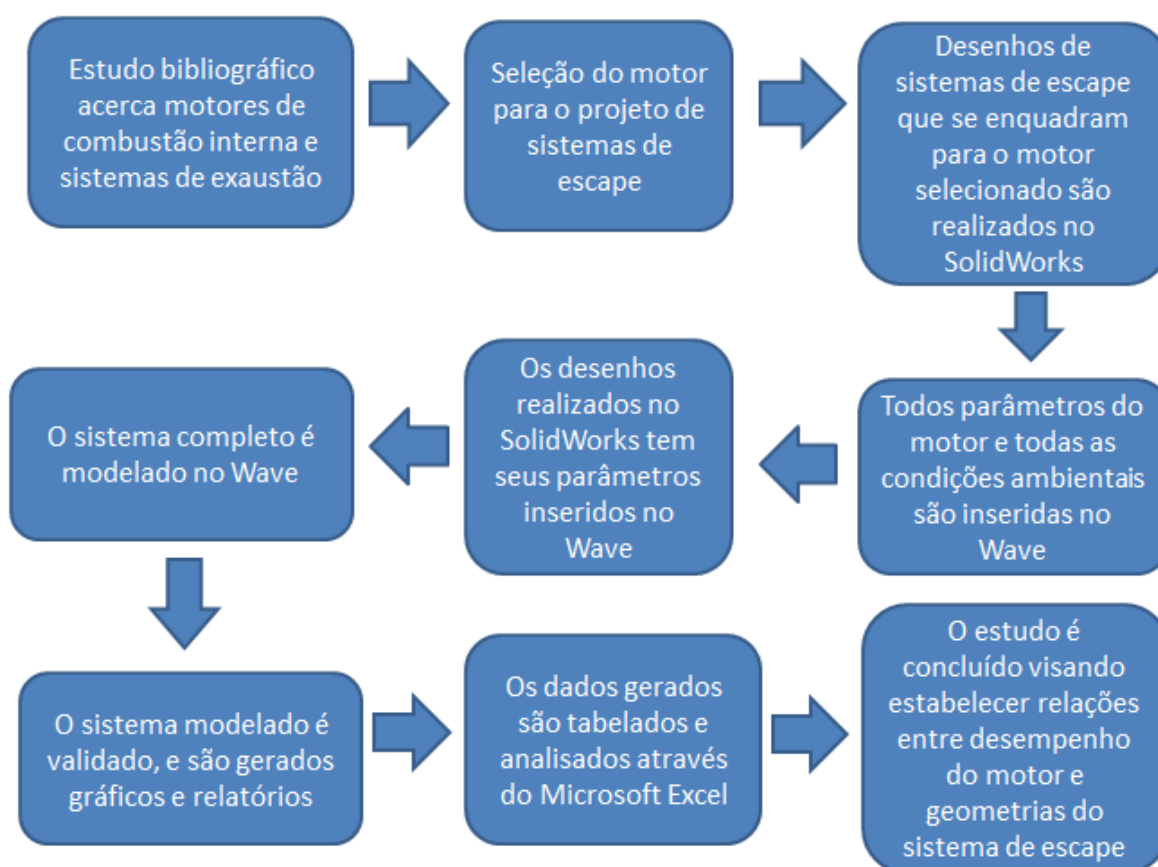 Estudo bibliográfico
acerca motores de
combustão interna e
sistemas de exaustão
Seleção do motor
para o projeto de
sistemas de
escape
Desenhos de
sistemas de escape
que se enquadram
para o motor
selecionado são
realizados no
SolidWorks
Todos parâmetros do
motor e todas as
condições ambientais
são inseridas no
Wave
Os desenhos
realizados no
SolidWorks tem
seus parâmetros
inseridos no
Wave
O sistema completo é
modelado no Wave
O sistema modelado é
validado, e são gerados
gráficos e relatórios
Os dados gerados
são tabelados e
analisados através
do Microsoft Excel
O estudo é
concluído visando
estabelecer relações
entre desempenho
do motor e
geometrias do
sistema de escape